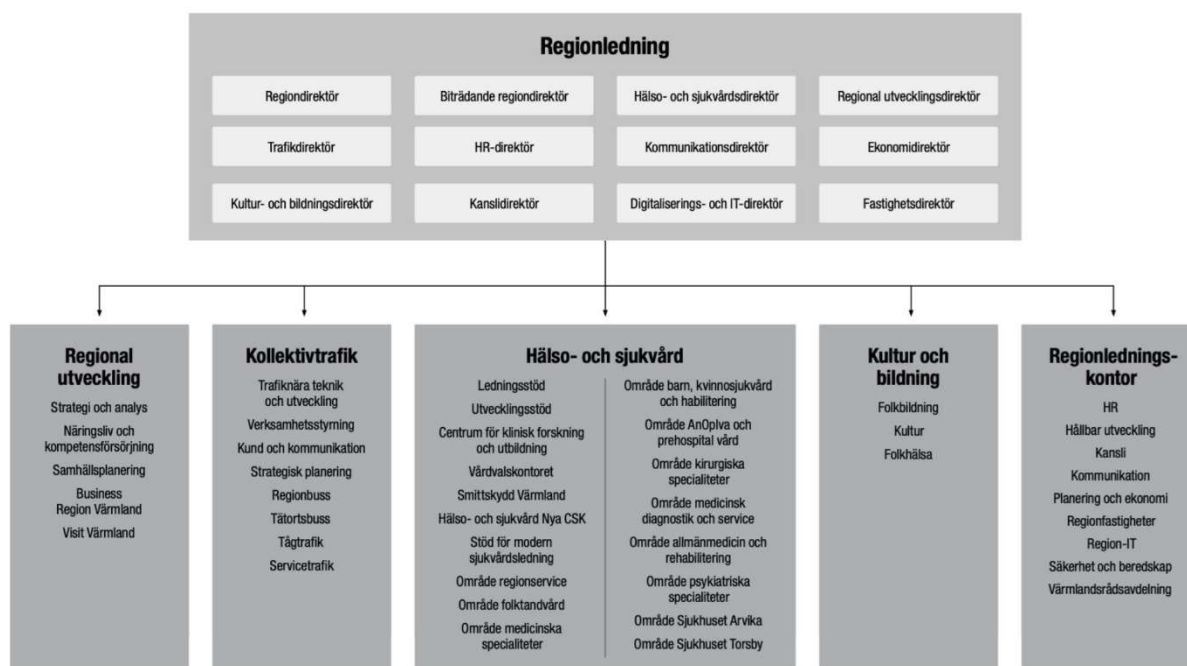 Regionledning
Regiondirektör
Biträdande regiondirektör
Hälso- och sjukvårdsdirektör
Regional utvecklingsdirektör
Trafikdirektör
HR-direktör
Kommunikationsdirektör
Ekonomidirektör
Kultur- och bildningsdirektör
Kanslidirektör
Digitaliserings- och IT-direktör
Fastighetsdirektör
Regional
utveckling
Strategi och analys
Näringsliv och
kompetensförsörjning
Samhällsplanering
Business
Region Värmland
Visit Värmland
Kollektivtrafik
Trafiknära teknik
och utveckling
Verksamhetsstyrning
Kund och kommunikation
Strategisk planering
Regionbuss
Tätortsbuss
Tågtrafik
Servicetrafik
Hälso- och sjukvård
Ledningsstöd
Utvecklingsstöd
Centrum för klinisk forskning
och utbildning
Vårdvalskontoret
Smittskydd Värmland
Hälso- och sjukvård Nya CSK
Stöd för modern
sjukvårdsledning
Område regionservice
Område folktandvård
Område medicinska
specialiteter
Område barn, kvinnosjukvård
och habilitering
Område AnOpIva och
prehospital vård
Område kirurgiska
specialiteter
Område medicinsk
diagnostik och service
Område allmänmedicin och
rehabilitering
Område psykiatriska
specialiteter
Område Sjukhuset Arvika
Område Sjukhuset Torsby
Kultur och
bildning
Folkbildning
Kultur
Folkhälsa
Regionlednings-
kontor
HR
Hållbar utveckling
Kansli
Kommunikation
Planering och ekonomi
Regionfastigheter
Region-IT
Säkerhet och beredskap
Värmlandsrådsavdelning